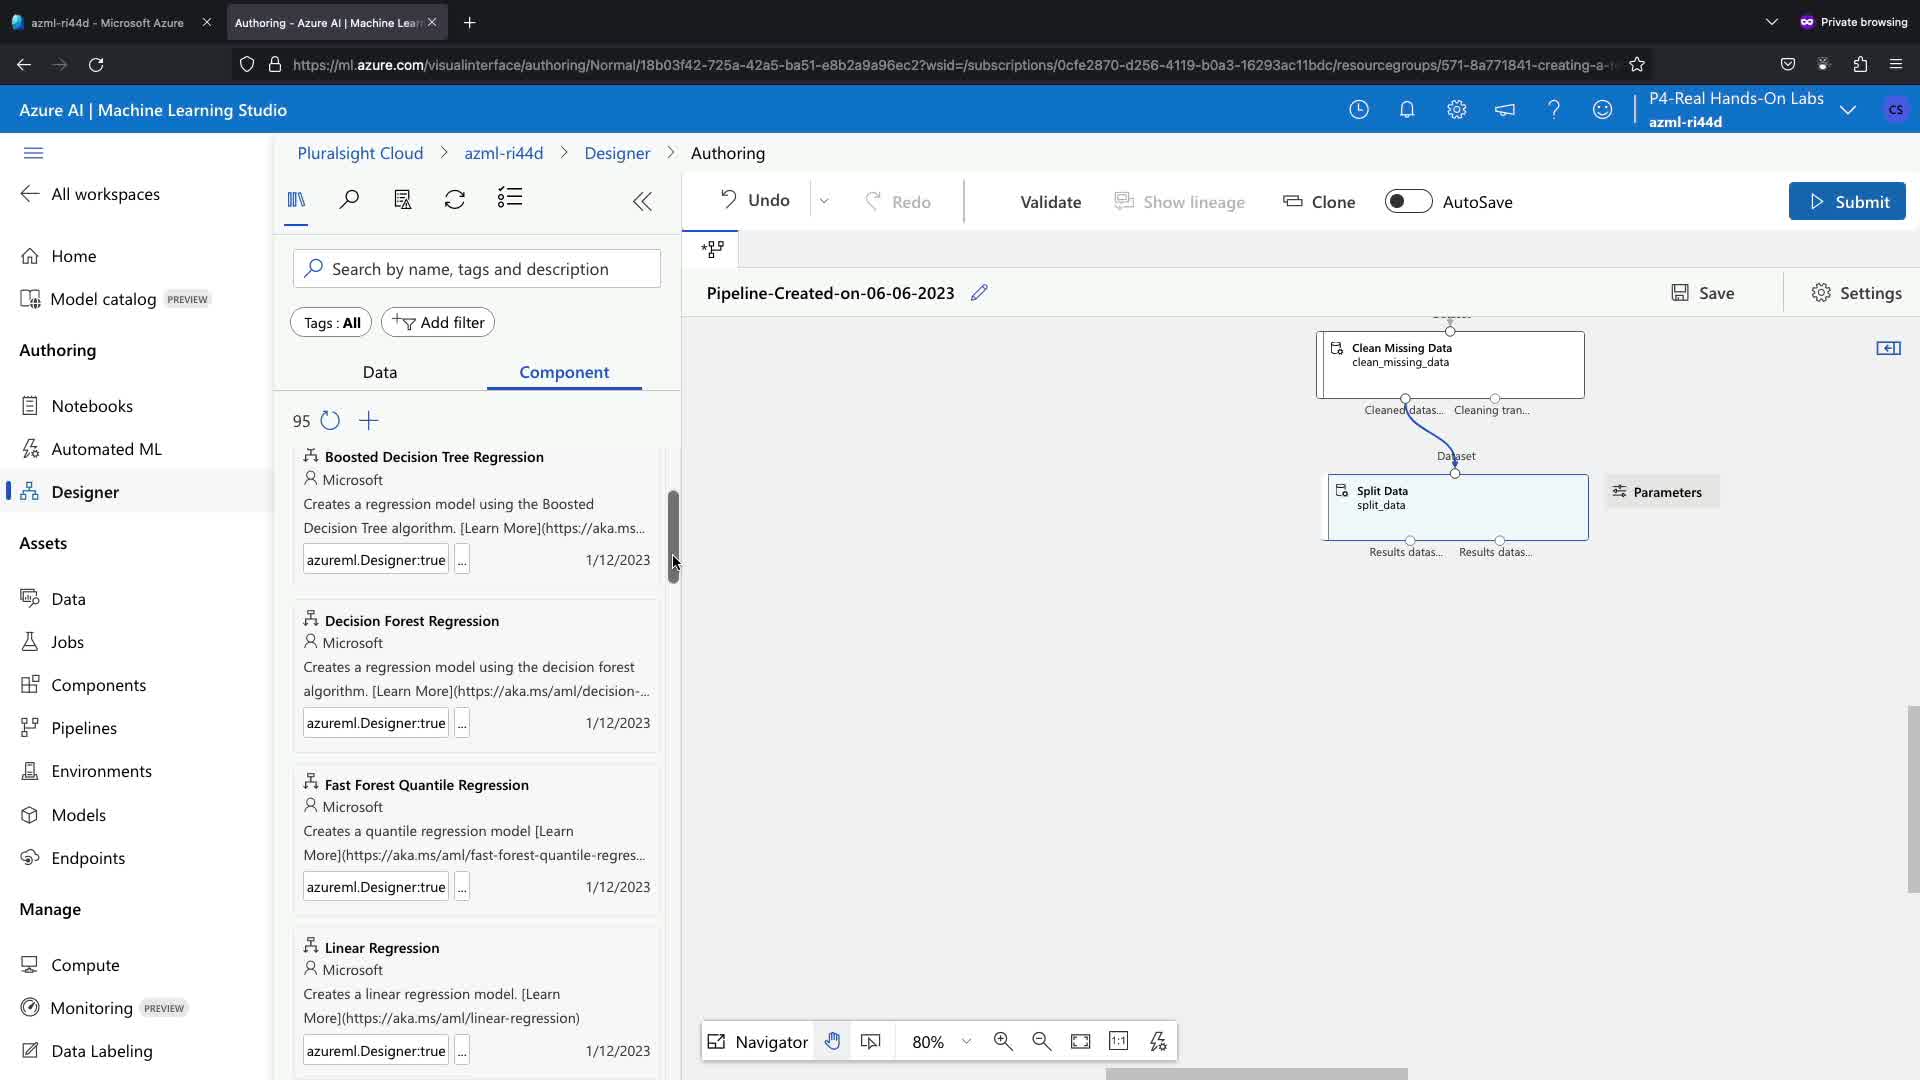 azml-ri44d - Microsoft Azure
Authoring - Azure AI | Machine Lear
Private browsing
https://ml.azure.com/visualinterface/authoring/Normal/18b03f42-725a-42a5-ba51-e8b2a9a96ec2?wsid=/subscriptions/0cfe2870-d256-4119-b0a3-16293ac11bdc/resourcegroups/571-8a771841-creating-a-
Azure AI | Machine Learning Studio
P4-Real Hands-On Labs
azml-ri44d
CS
Pluralsight Cloud > azml-ri44d > Designer > Authoring
All workspaces
Home
Model catalog PREVIEW
Authoring
Notebooks
Automated ML
Designer
Assets
Data
Jobs
Components
Pipelines
Environments
Models
Endpoints
Manage
Compute
Monitoring PREVIEW
Data Labeling
Search by name, tags and description
Tags : All
Add filter
Data
Component
95
Boosted Decision Tree Regression
Microsoft
Creates a regression model using the Boosted
Decision Tree algorithm. [Learn More](https://aka.ms...
azureml.Designer:true ... 1/12/2023
Decision Forest Regression
Microsoft
Creates a regression model using the decision forest
algorithm. [Learn More](https://aka.ms/aml/decision-...
azureml.Designer:true ... 1/12/2023
Fast Forest Quantile Regression
Microsoft
Creates a quantile regression model [Learn
More](https://aka.ms/aml/fast-forest-quantile-regres...
azureml.Designer:true ... 1/12/2023
Linear Regression
Microsoft
Creates a linear regression model. [Learn
More](https://aka.ms/aml/linear-regression)
azureml.Designer:true ... 1/12/2023
Undo
Redo
Validate
Show lineage
Clone
AutoSave
Submit
Pipeline-Created-on-06-06-2023
Save
Settings
Clean Missing Data
clean_missing_data
Cleaned datas... Cleaning tran...
Dataset
Split Data
split_data
Parameters
Results datas... Results datas...
Navigator
80%
1:1